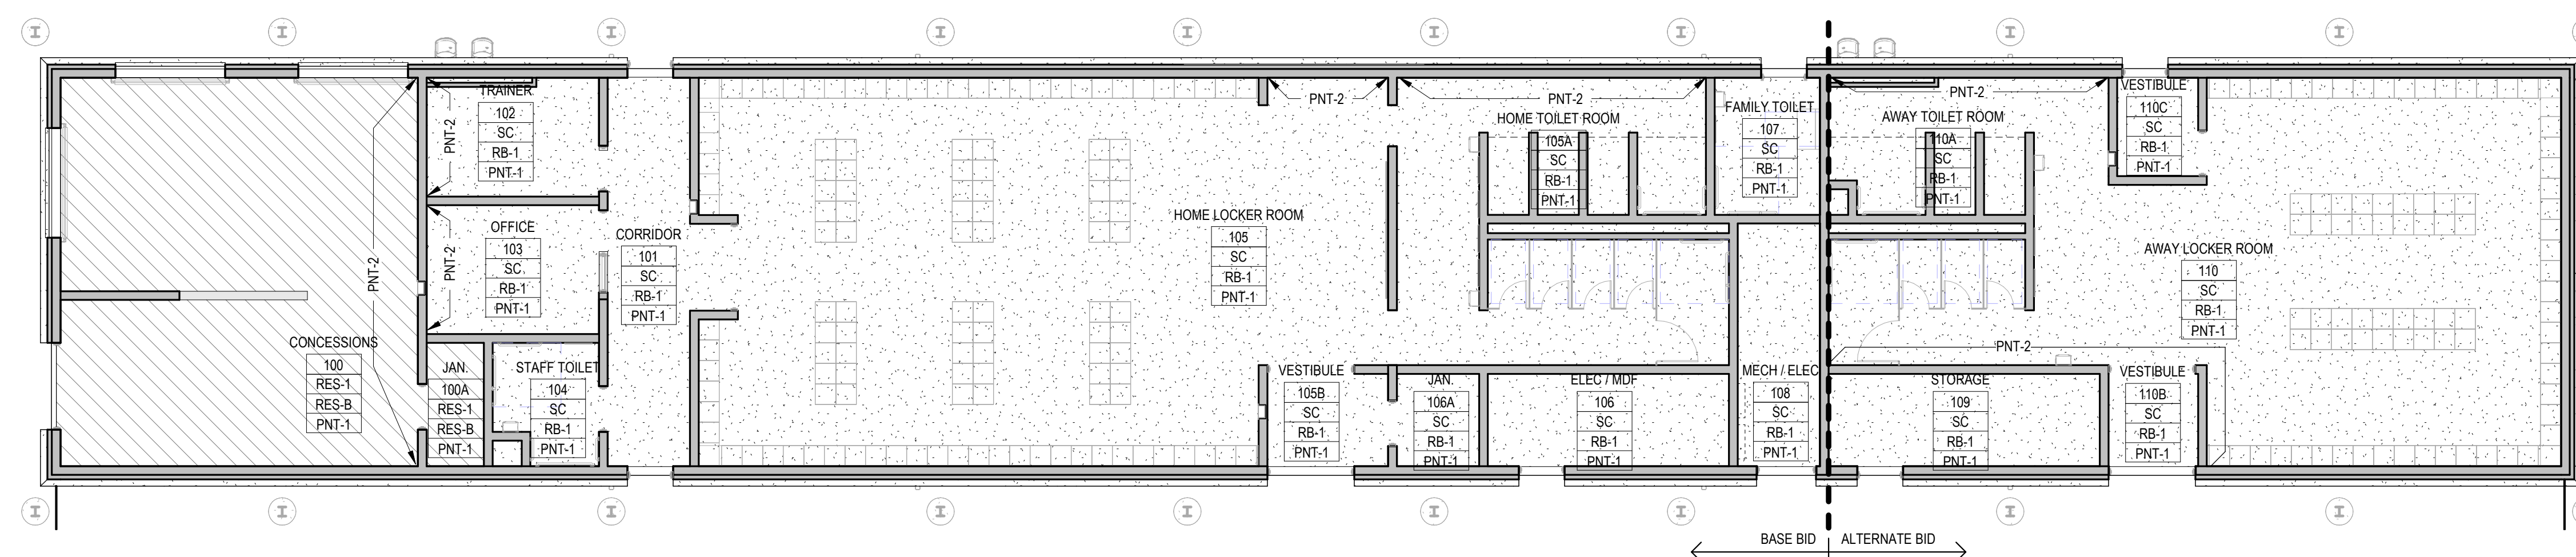 TRAINER
102
SC
RB-1
PNT-1
PNT-2
OFFICE
103
SC
RB-1
PNT-1
PNT-2
PNT-2
CONCESSIONS
100
RES-1
RES-B
PNT-1
JAN.
100A
RES-1
RES-B
PNT-1
STAFF TOILET
104
SC
RB-1
PNT-1
CORRIDOR
101
SC
RB-1
PNT-1
HOME LOCKER ROOM
105
SC
RB-1
PNT-1
PNT-2
PNT-2
HOME TOILET ROOM
105A
SC
RB-1
PNT-1
FAMILY TOILET
107
SC
RB-1
PNT-1
VESTIBULE
105B
SC
RB-1
PNT-1
JAN.
106A
SC
RB-1
PNT-1
ELEC / MDF
106
SC
RB-1
PNT-1
MECH / ELEC
108
SC
RB-1
PNT-1
PNT-2
AWAY TOILET ROOM
110A
SC
RB-1
PNT-1
VESTIBULE
110C
SC
RB-1
PNT-1
AWAY LOCKER ROOM
110
SC
RB-1
PNT-1
PNT-2
STORAGE
109
SC
RB-1
PNT-1
VESTIBULE
110B
SC
RB-1
PNT-1
BASE BID
ALTERNATE BID